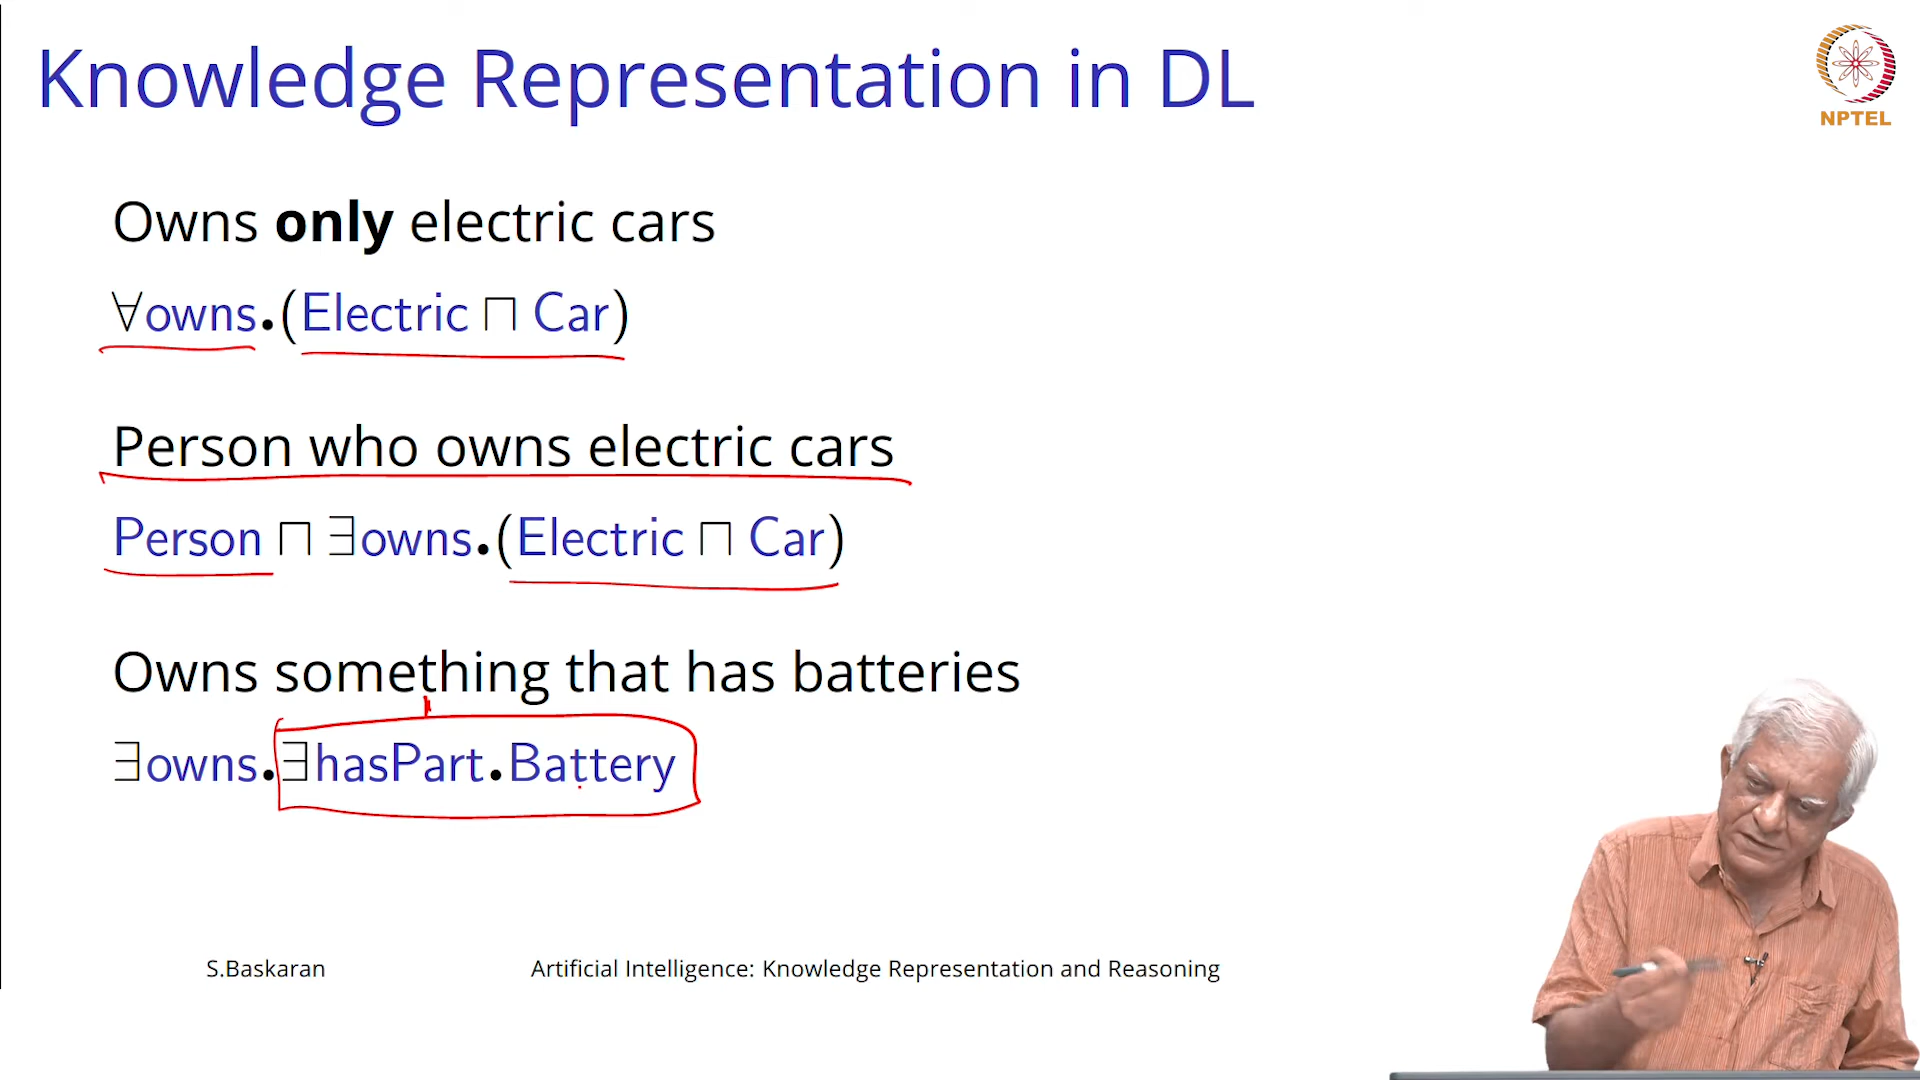 Knowledge Representation in DL
NPTEL
Owns only electric cars
∀owns.(Electric ⊓ Car)
Person who owns electric cars
Person ⊓ ∃owns.(Electric ⊓ Car)
Owns something that has batteries
∃owns.∃hasPart.Battery
S.Baskaran
Artificial Intelligence: Knowledge Representation and Reasoning